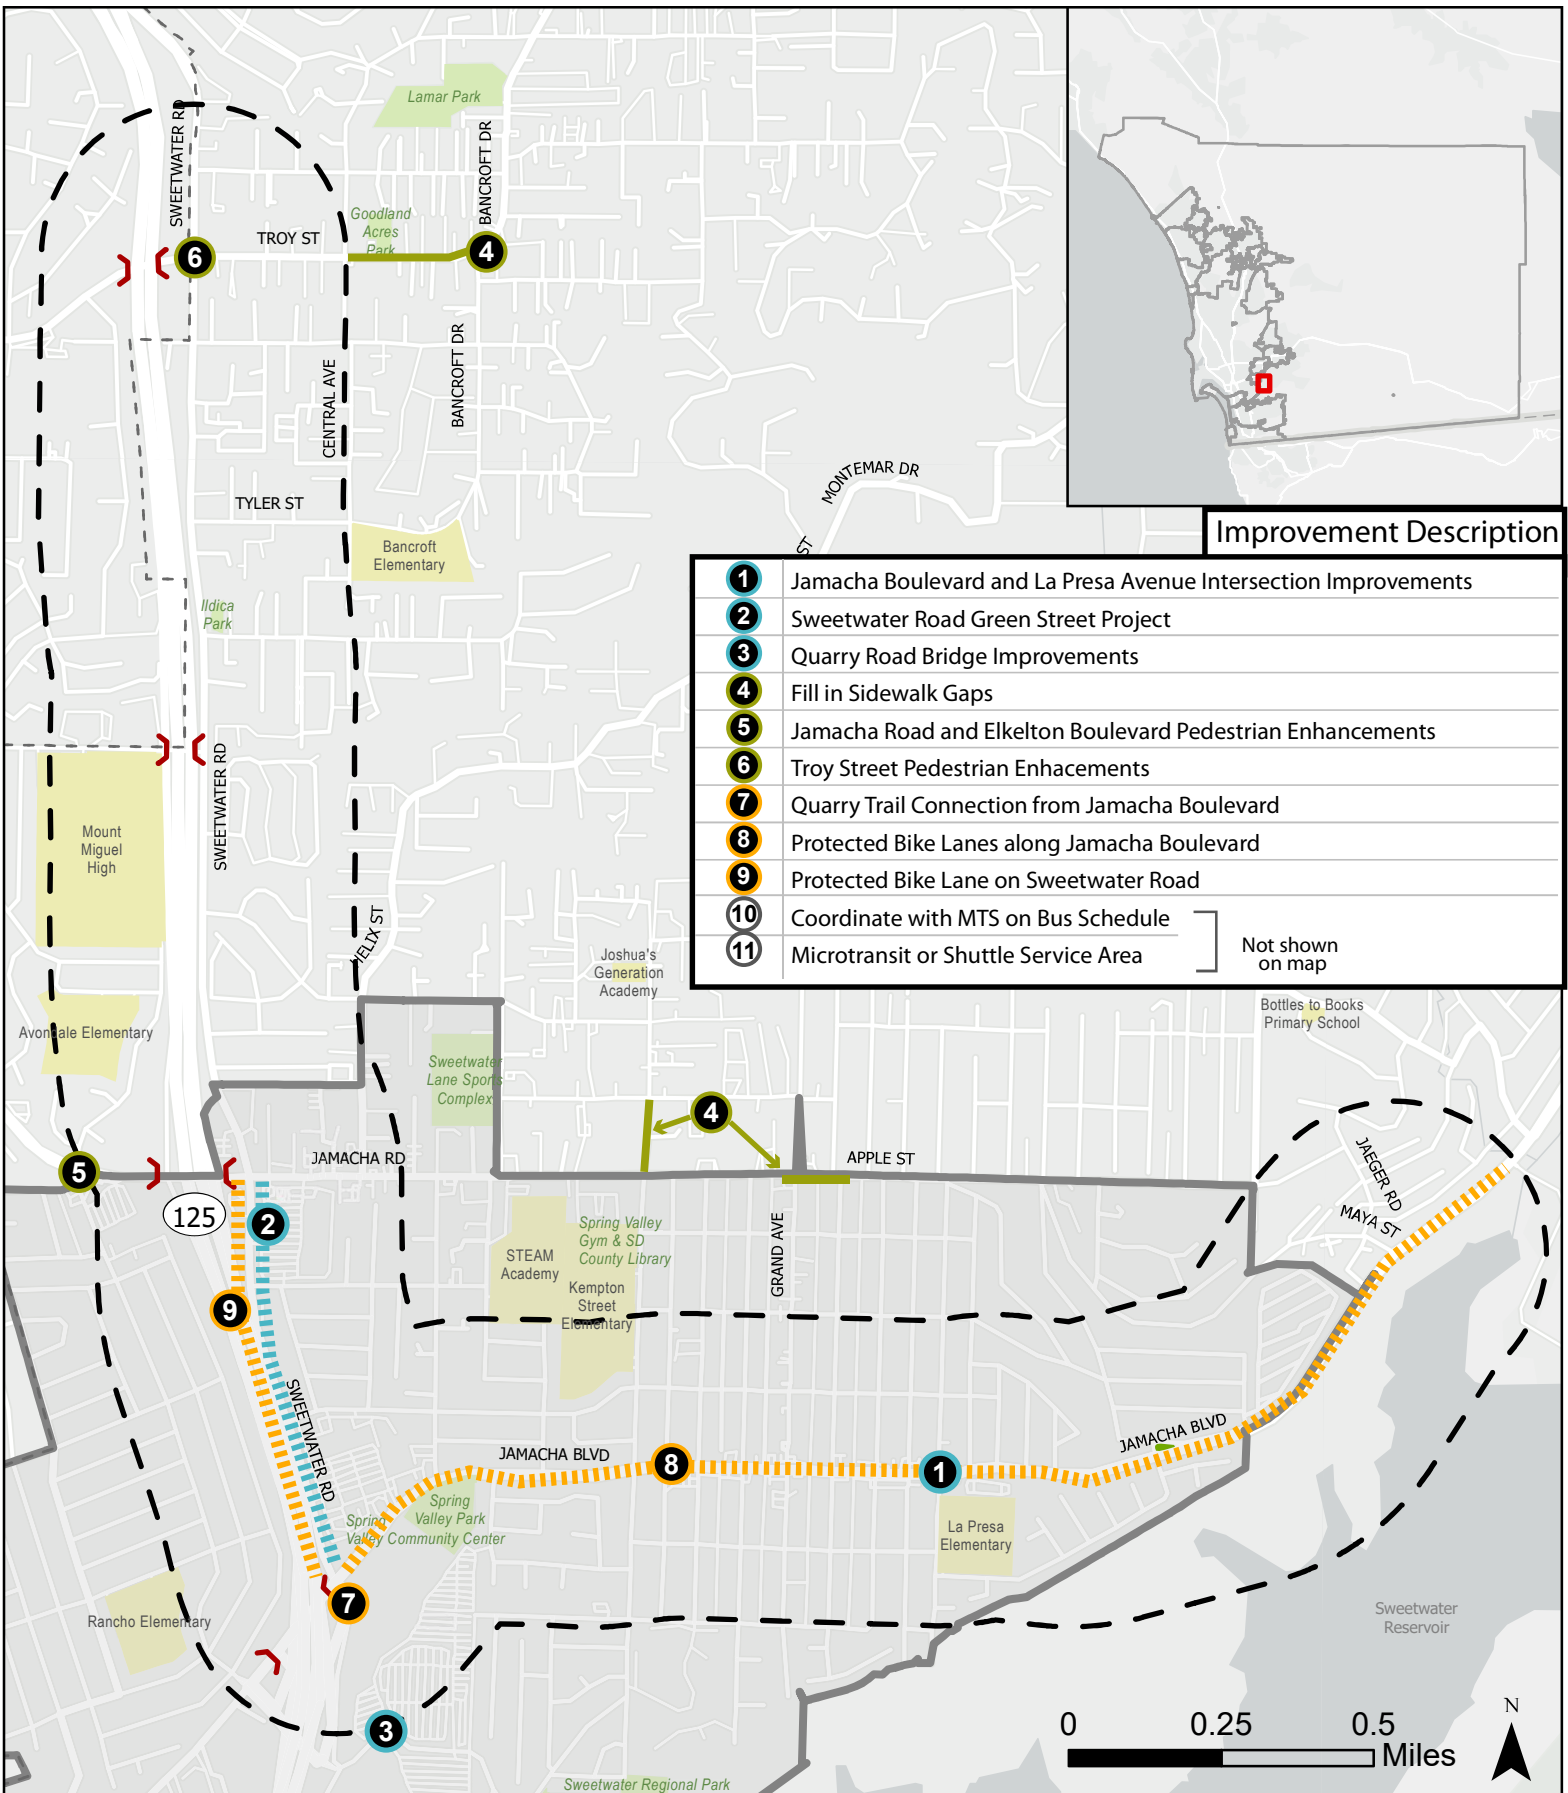 Lamar Park
SWEETWATER RD
BANCROFT DR
Goodland
Acres
Park
TROY ST
6
4
BANCROFT DR
CENTRAL AVE
MONTEMAR DR
TYLER ST
ST
Bancroft
Elementary
Ildica
Park
Improvement Description
1 Jamacha Boulevard and La Presa Avenue Intersection Improvements
2 Sweetwater Road Green Street Project
3 Quarry Road Bridge Improvements
4 Fill in Sidewalk Gaps
5 Jamacha Road and Elkelton Boulevard Pedestrian Enhancements
6 Troy Street Pedestrian Enhacements
7 Quarry Trail Connection from Jamacha Boulevard
8 Protected Bike Lanes along Jamacha Boulevard
9 Protected Bike Lane on Sweetwater Road
10 Coordinate with MTS on Bus Schedule
11 Microtransit or Shuttle Service Area
Not shown
on map
SWEETWATER RD
Mount
Miguel
High
HELIX ST
Joshua's
Generation
Academy
Bottles to Books
Primary School
Avondale Elementary
Sweetwater
Lane Sports
Complex
4
JAMACHA RD
APPLE ST
JAEGER RD
MAYA ST
5
125
2
Spring Valley
Gym & SD
County Library
STEAM
Academy
GRAND AVE
Kempton
Street
Elementary
9
SWEETWATER RD
JAMACHA BLVD
JAMACHA BLVD
8
1
Spring
Valley Park
Spring
Valley Community Center
La Presa
Elementary
7
Rancho Elementary
Sweetwater
Reservoir
3
Sweetwater Regional Park
0 0.25 0.5
Miles
N